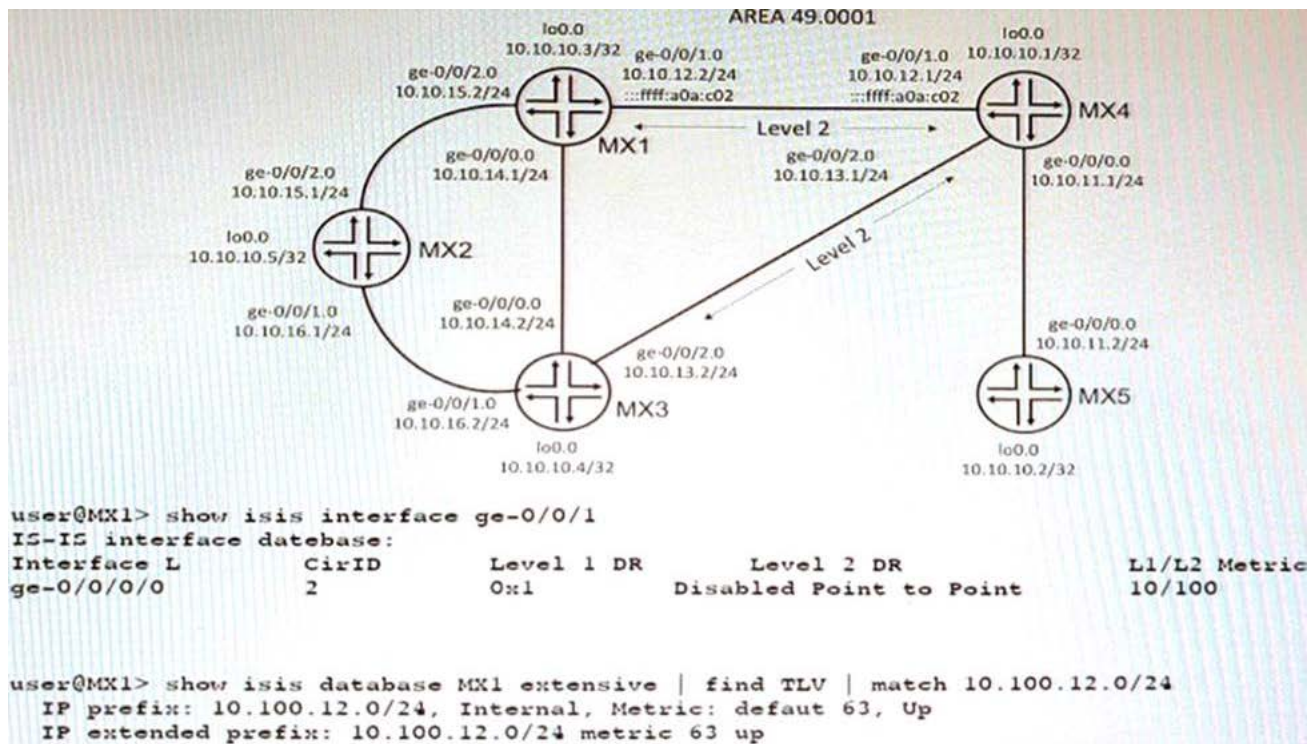 AREA 49.0001
lo0.0
10.10.10.3/32
ge-0/0/1.0
10.10.12.2/24
:::ffff:a0a:c02
ge-0/0/1.0
10.10.12.1/24
:::ffff:a0a:c02
lo0.0
10.10.10.1/32
ge-0/0/2.0
10.10.15.2/24
MX1
Level 2
MX4
ge-0/0/0.0
10.10.14.1/24
ge-0/0/2.0
10.10.13.1/24
ge-0/0/0.0
10.10.11.1/24
ge-0/0/2.0
10.10.15.1/24
lo0.0
10.10.10.5/32
MX2
Level 2
ge-0/0/1.0
10.10.16.1/24
ge-0/0/0.0
10.10.14.2/24
ge-0/0/0.0
10.10.11.2/24
ge-0/0/2.0
10.10.13.2/24
MX3
MX5
ge-0/0/1.0
10.10.16.2/24
lo0.0
10.10.10.4/32
lo0.0
10.10.10.2/32
user@MX1> show isis interface ge-0/0/1
IS-IS interface datebase:
Interface L CirID Level 1 DR Level 2 DR L1/L2 Metric
ge-0/0/0/0 2 0x1 Disabled Point to Point 10/100
user@MX1> show isis database MX1 extensive | find TLV | match 10.100.12.0/24
IP prefix: 10.100.12.0/24, Internal, Metric: defaut 63, Up
IP extended prefix: 10.100.12.0/24 metric 63 up